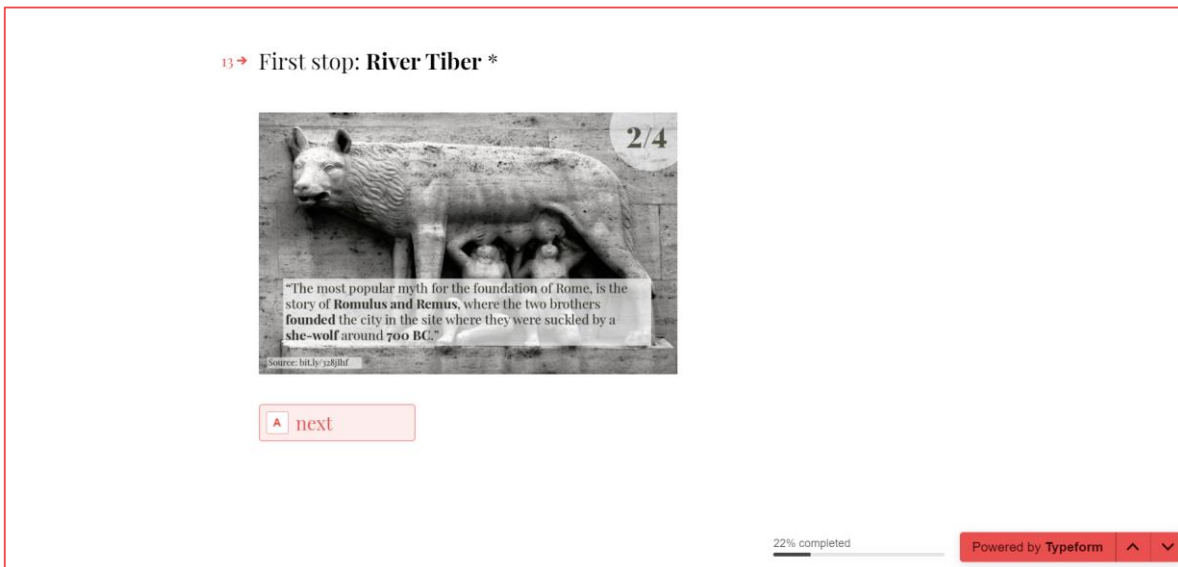 13 → First stop: River Tiber *
2/4
“The most popular myth for the foundation of Rome, is the
story of Romulus and Remus, where the two brothers
founded the city in the site where they were suckled by a
she-wolf around 700 BC.”
Source: bit.ly/328jlhf
A next
22% completed
Powered by Typeform